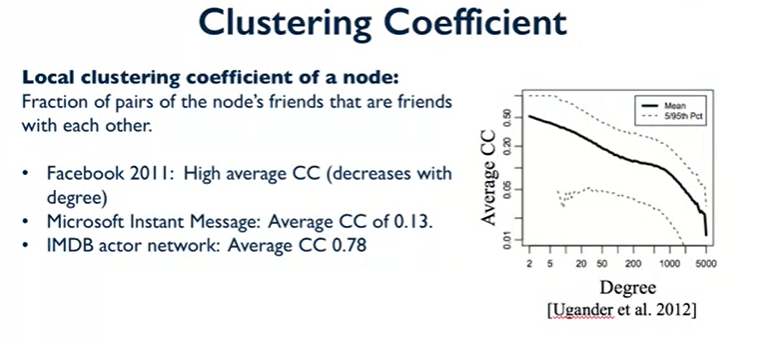 Clustering Coefficient
Local clustering coefficient of a node:
Fraction of pairs of the node's friends that are friends
with each other.
• Facebook 2011: High average CC (decreases with
degree)
• Microsoft Instant Message: Average CC of 0.13.
• IMDB actor network: Average CC 0.78
Mean
5/95th Pct
Average CC
0.50
0.20
0.05
0.01
2 5 20 50 200 1000 5000
Degree
[Ugander et al. 2012]